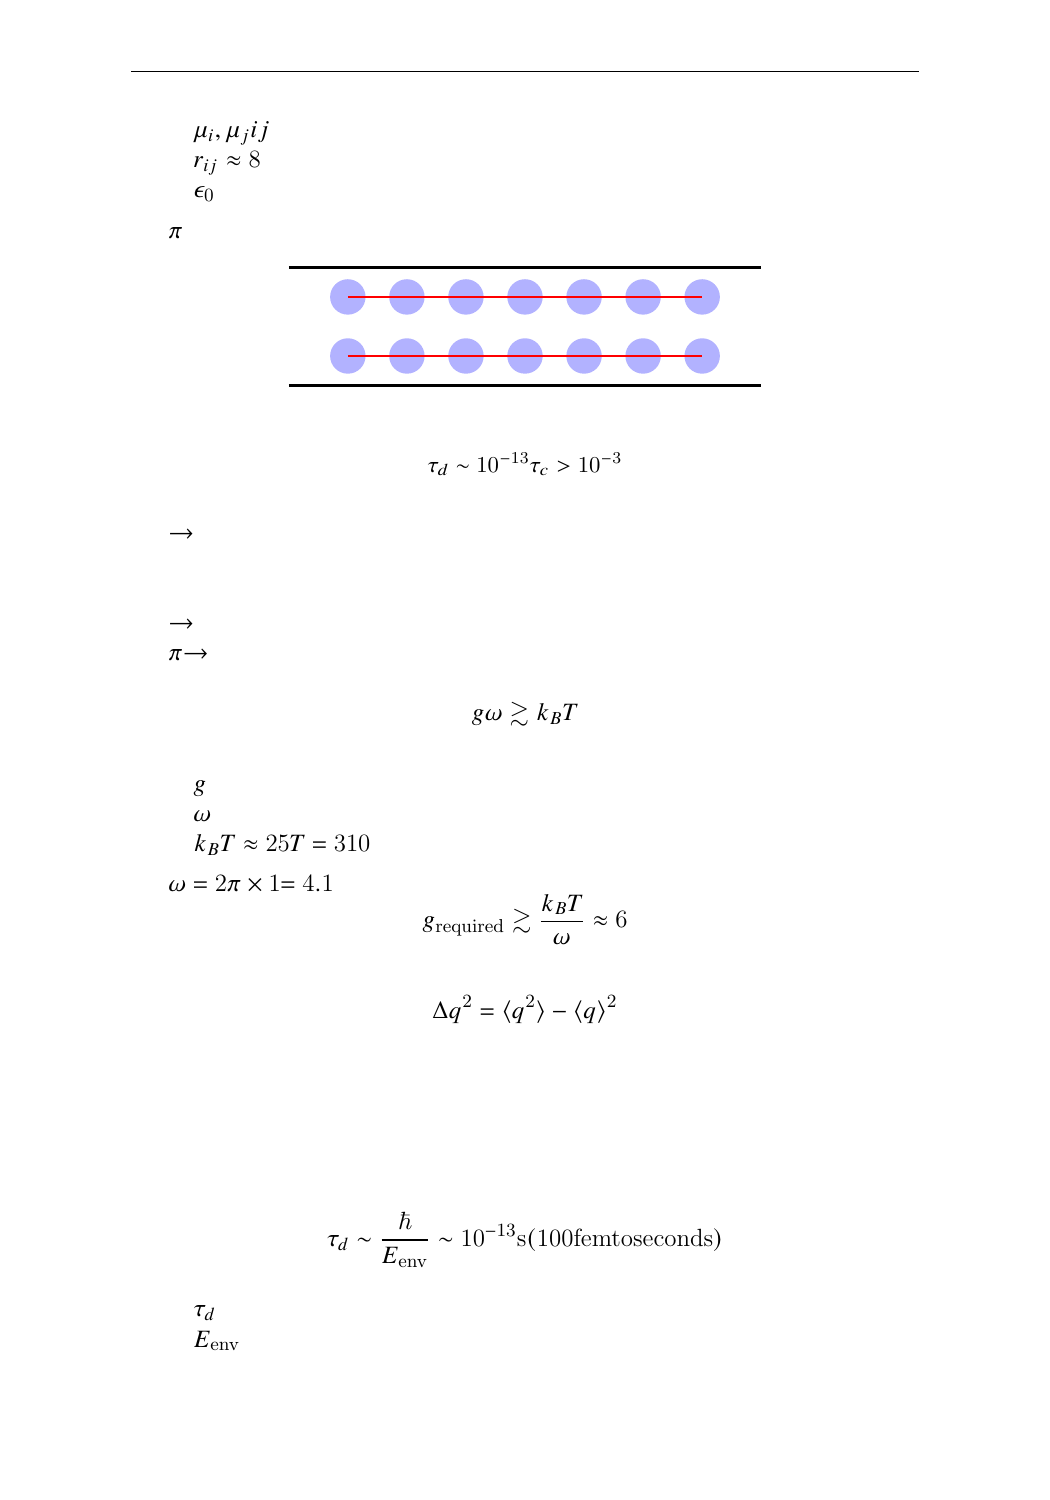 μ_i, μ_j ij
r_ij ≈ 8
ϵ_0
π
τ_d ∼ 10^−13 τ_c > 10^−3
→
→
π→
gω ≳ k_B T
g
ω
k_B T ≈ 25T = 310
ω = 2π × 1= 4.1
g_required ≳ k_B T / ω ≈ 6
Δq^2 = ⟨q^2⟩ − ⟨q⟩^2
τ_d ∼ ℏ / E_env ∼ 10^−13 s(100femtoseconds)
τ_d
E_env